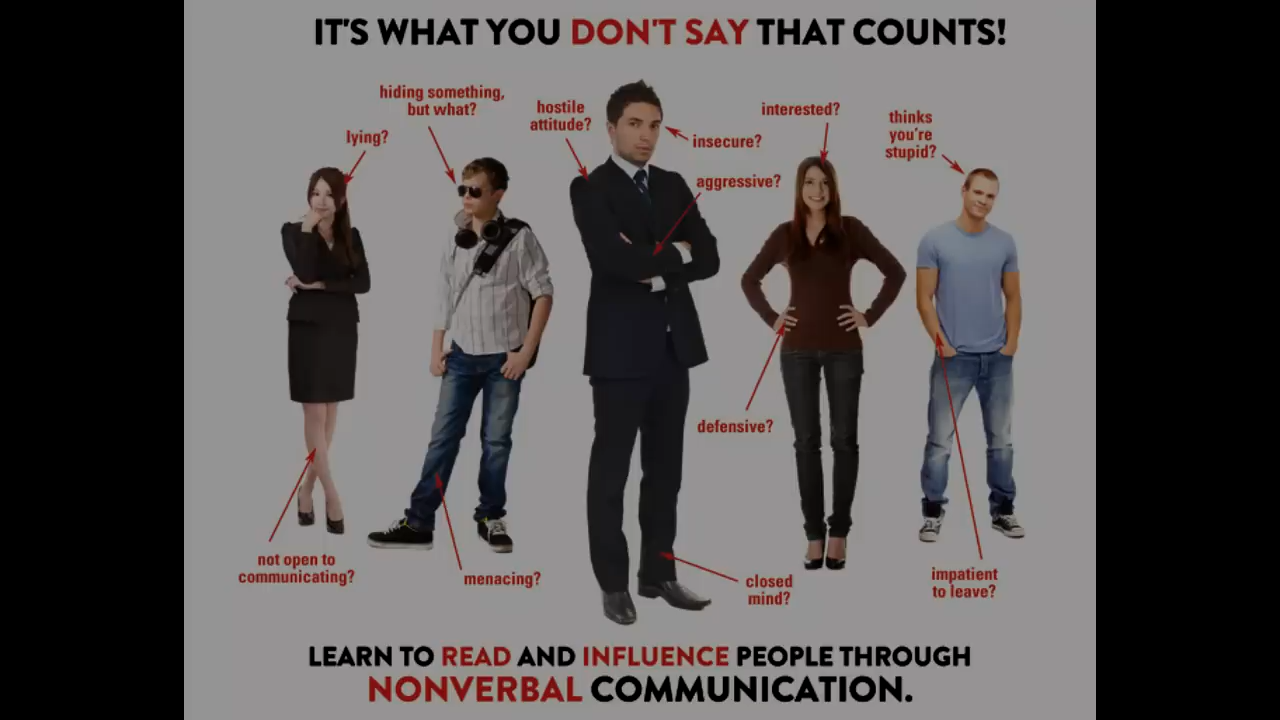 IT'S WHAT YOU DON'T SAY THAT COUNTS!
hiding something,
but what?
lying?
hostile
attitude?
insecure?
aggressive?
interested?
thinks
you're
stupid?
defensive?
not open to
communicating?
menacing?
closed
mind?
impatient
to leave?
LEARN TO READ AND INFLUENCE PEOPLE THROUGH
NONVERBAL COMMUNICATION.